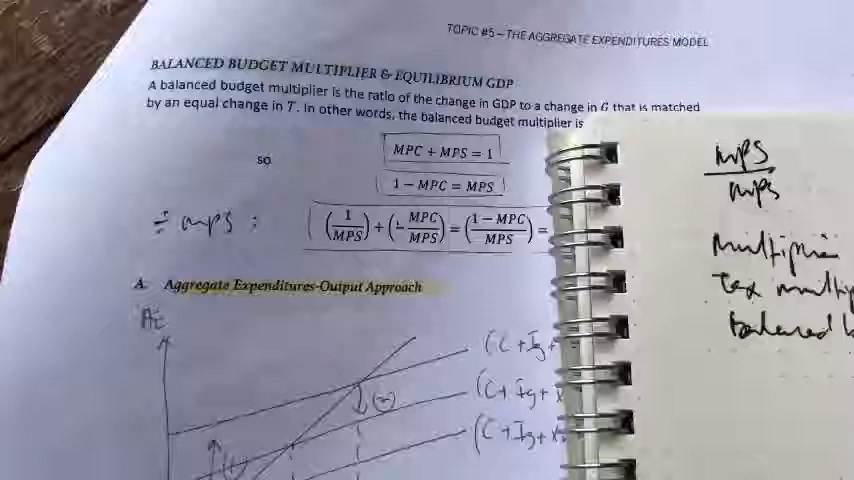 TOPIC #5 – THE AGGREGATE EXPENDITURES MODEL
BALANCED BUDGET MULTIPLIER & EQUILIBRIUM GDP
A balanced budget multiplier is the ratio of the change in GDP to a change in G that is matched
by an equal change in T. In other words, the balanced budget multiplier is
so
MPC + MPS = 1
1 − MPC = MPS
÷ mps :
(1/MPS) + (− MPC/MPS) = (1 − MPC/MPS) =
A. Aggregate Expenditures-Output Approach
AE
(C + Ig +
(C + Ig + X
(C + Ig + X
(−)
(+)
mps
mps
multiplie
Tax multip
balanced b